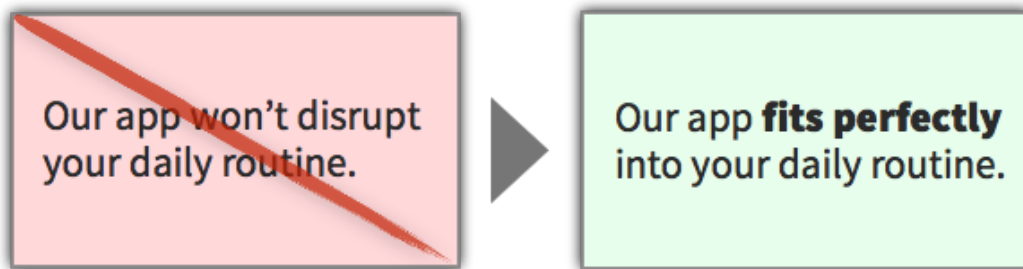 Our app won’t disrupt
your daily routine.
Our app fits perfectly
into your daily routine.